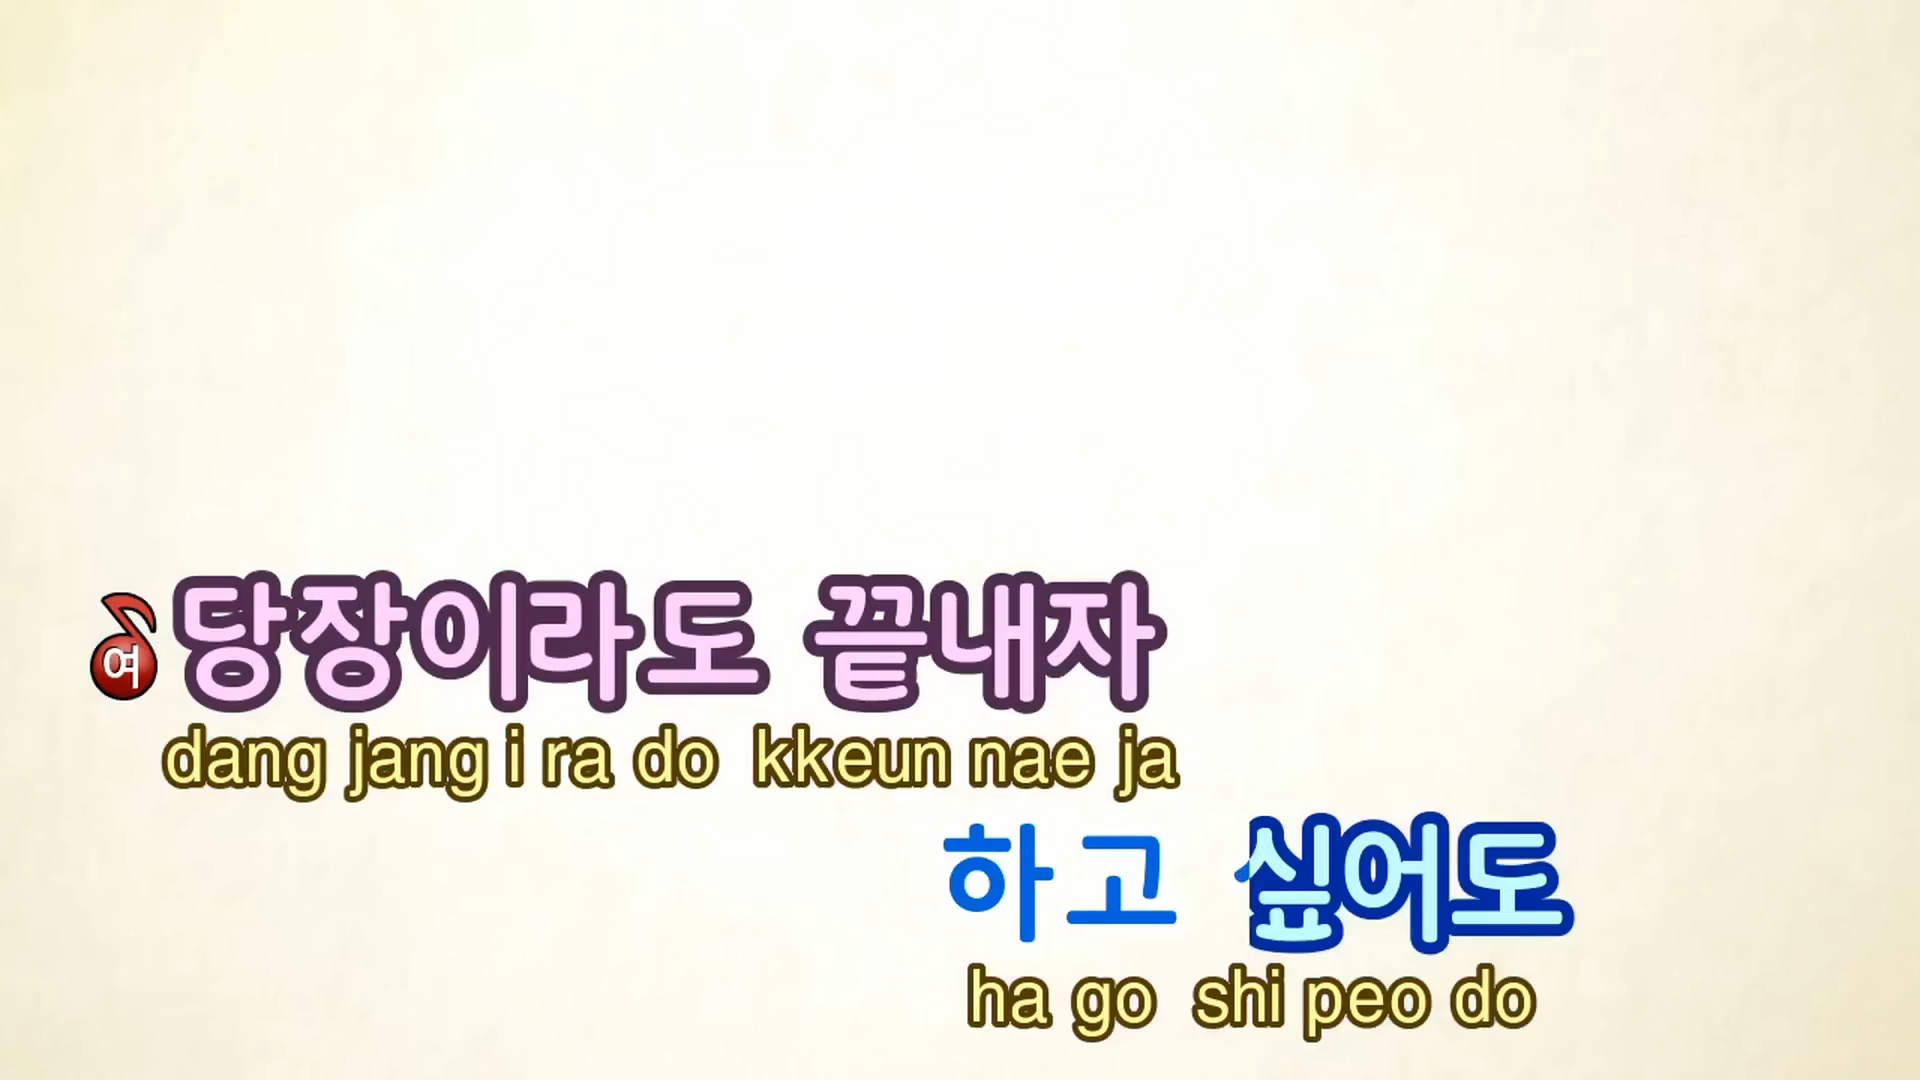 여 당장이라도 끝내자
dang jang i ra do kkeun nae ja
하고 싶어도
ha go shi peo do